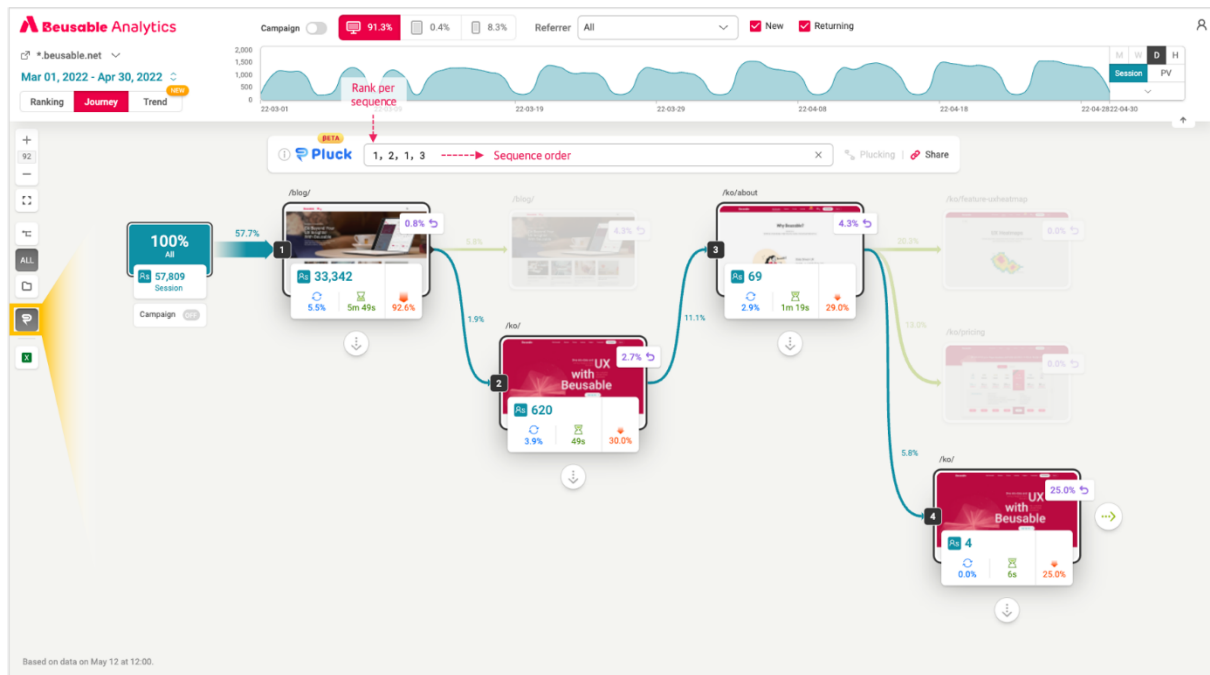 Beusable Analytics
Campaign 91.3% 0.4% 8.3% Referrer All New Returning
*.beusable.net
Mar 01, 2022 - Apr 30, 2022
Ranking Journey Trend NEW
2,000
1,500
1,000
500
0
22-03-01 22-03-19 22-03-29 22-04-08 22-04-18 22-04-2822-04-30
M W D H
Session PV
Rank per
sequence
BETA
Pluck 1, 2, 1, 3 Sequence order Plucking Share
92
ALL
100%
All
57,809
Session
Campaign OFF
57.7%
/blog/
1
0.8%
33,342
5.5% 5m 49s 92.6%
/blog/
4.3%
1.9%
/ko/
2
2.7%
UX
with
Beusable
620
3.9% 49s 30.0%
11.1%
/ko/about
3
4.3%
Why Beusable?
69
2.9% 1m 19s 29.0%
20.3%
/ko/feature-uxheatmap
0.0%
13.0%
/ko/pricing
0.0%
5.8%
/ko/
4
25.0%
UX
with
Beusable
4
0.0% 6s 25.0%
Based on data on May 12 at 12:00.